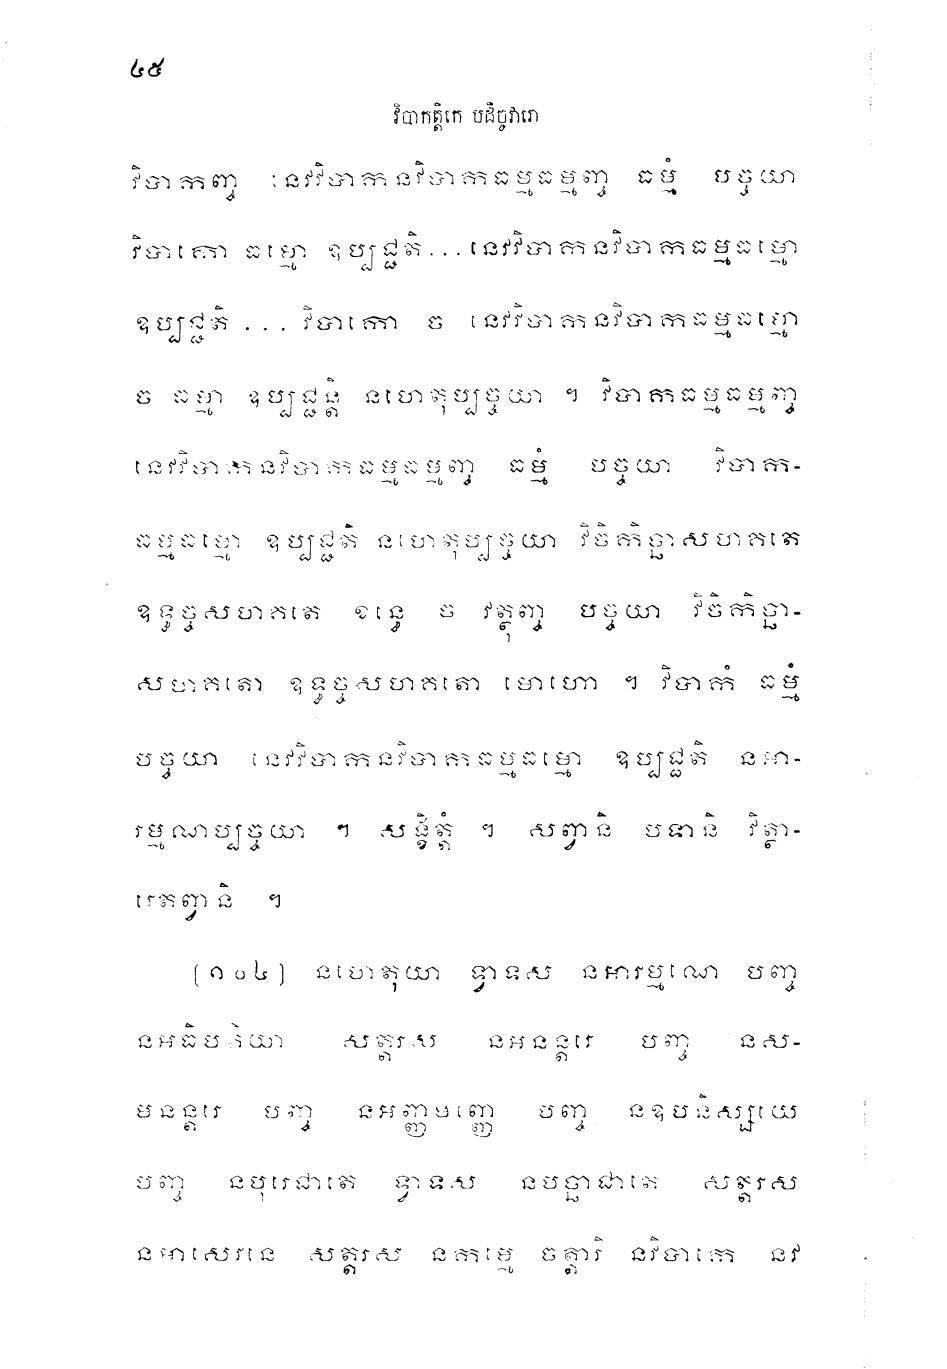 ៤៥
វិបាកត្តិកេ បដិច្ចវារោ
វិបាកញ្ច នេវវិបាកនវិបាកធម្មធម្មញ្ច ធម្មំ បច្ចយា
វិបាកោ ធម្មោ ឧប្បជ្ជតិ...នេវវិបាកនវិបាកធម្មធម្មោ
ឧប្បជ្ជតិ ... វិបាកោ ច នេវវិបាកនវិបាកធម្មធម្មោ
ច ធម្មា ឧប្បជ្ជន្តិ នហេតុប្បច្ចយា ។ វិបាកធម្មធម្មញ្ច
នេវវិបាកនវិបាកធម្មធម្មញ្ច ធម្មំ បច្ចយា វិបាក-
ធម្មធម្មោ ឧប្បជ្ជតិ នហេតុប្បច្ចយា វិចិកិច្ឆាសហគតេ
ឧទ្ធច្ចសហគតេ ខន្ធេ ច វត្ថុញ្ច បច្ចយា វិចិកិច្ឆា-
សហគតោ ឧទ្ធច្ចសហគតោ មោហោ ។ វិបាកំ ធម្មំ
បច្ចយា នេវវិបាកនវិបាកធម្មធម្មោ ឧប្បជ្ជតិ នអា-
រម្មណប្បច្ចយា ។ សង្ខិត្តំ ។ សព្វានិ បទានិ វិត្ថា-
រេតព្វានិ ។
(១០៤) នហេតុយា ទ្វាទស នអារម្មណេ បញ្ច
នអធិបតិយា សត្តរស នអនន្តរេ បញ្ច នស-
មនន្តរេ បញ្ច នអញ្ញមញ្ញេ បញ្ច នឧបនិស្សយេ
បញ្ច នបុរេជាតេ ទ្វាទស នបច្ឆាជាតេ សត្តរស
នអាសេវនេ សត្តរស នកម្មេ ចត្តារិ នវិបាកេ នវ